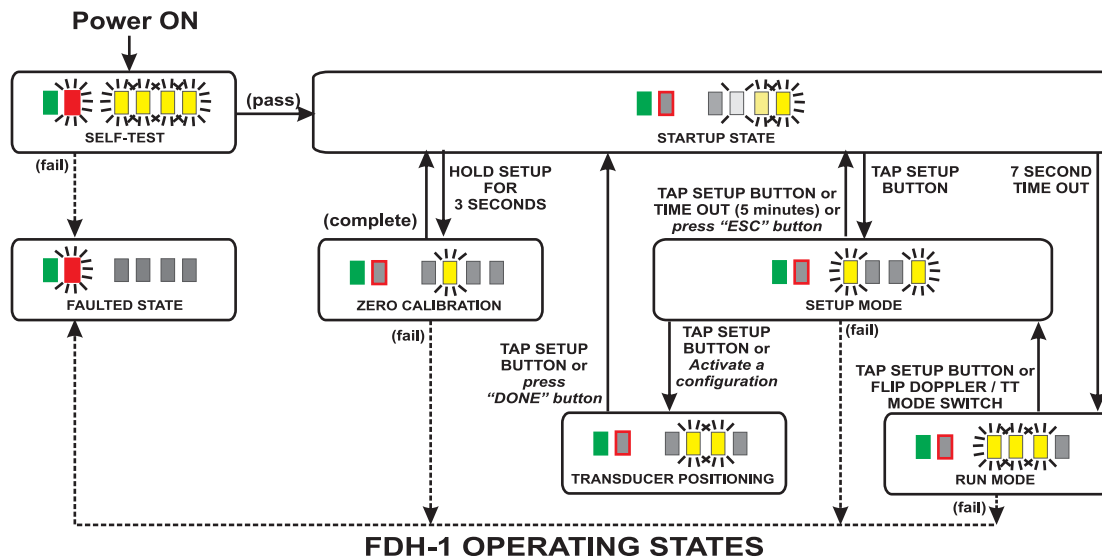 Power ON
SELF-TEST
(pass)
STARTUP STATE
(fail)
HOLD SETUP
FOR
3 SECONDS
(complete)
TAP SETUP BUTTON or
TIME OUT (5 minutes) or
press “ESC” button
TAP SETUP
BUTTON
7 SECOND
TIME OUT
FAULTED STATE
ZERO CALIBRATION
SETUP MODE
(fail)
(fail)
TAP SETUP
BUTTON or
press
“DONE” button
TAP SETUP
BUTTON or
Activate a
configuration
TAP SETUP BUTTON or
FLIP DOPPLER / TT
MODE SWITCH
TRANSDUCER POSITIONING
RUN MODE
(fail)
FDH-1 OPERATING STATES